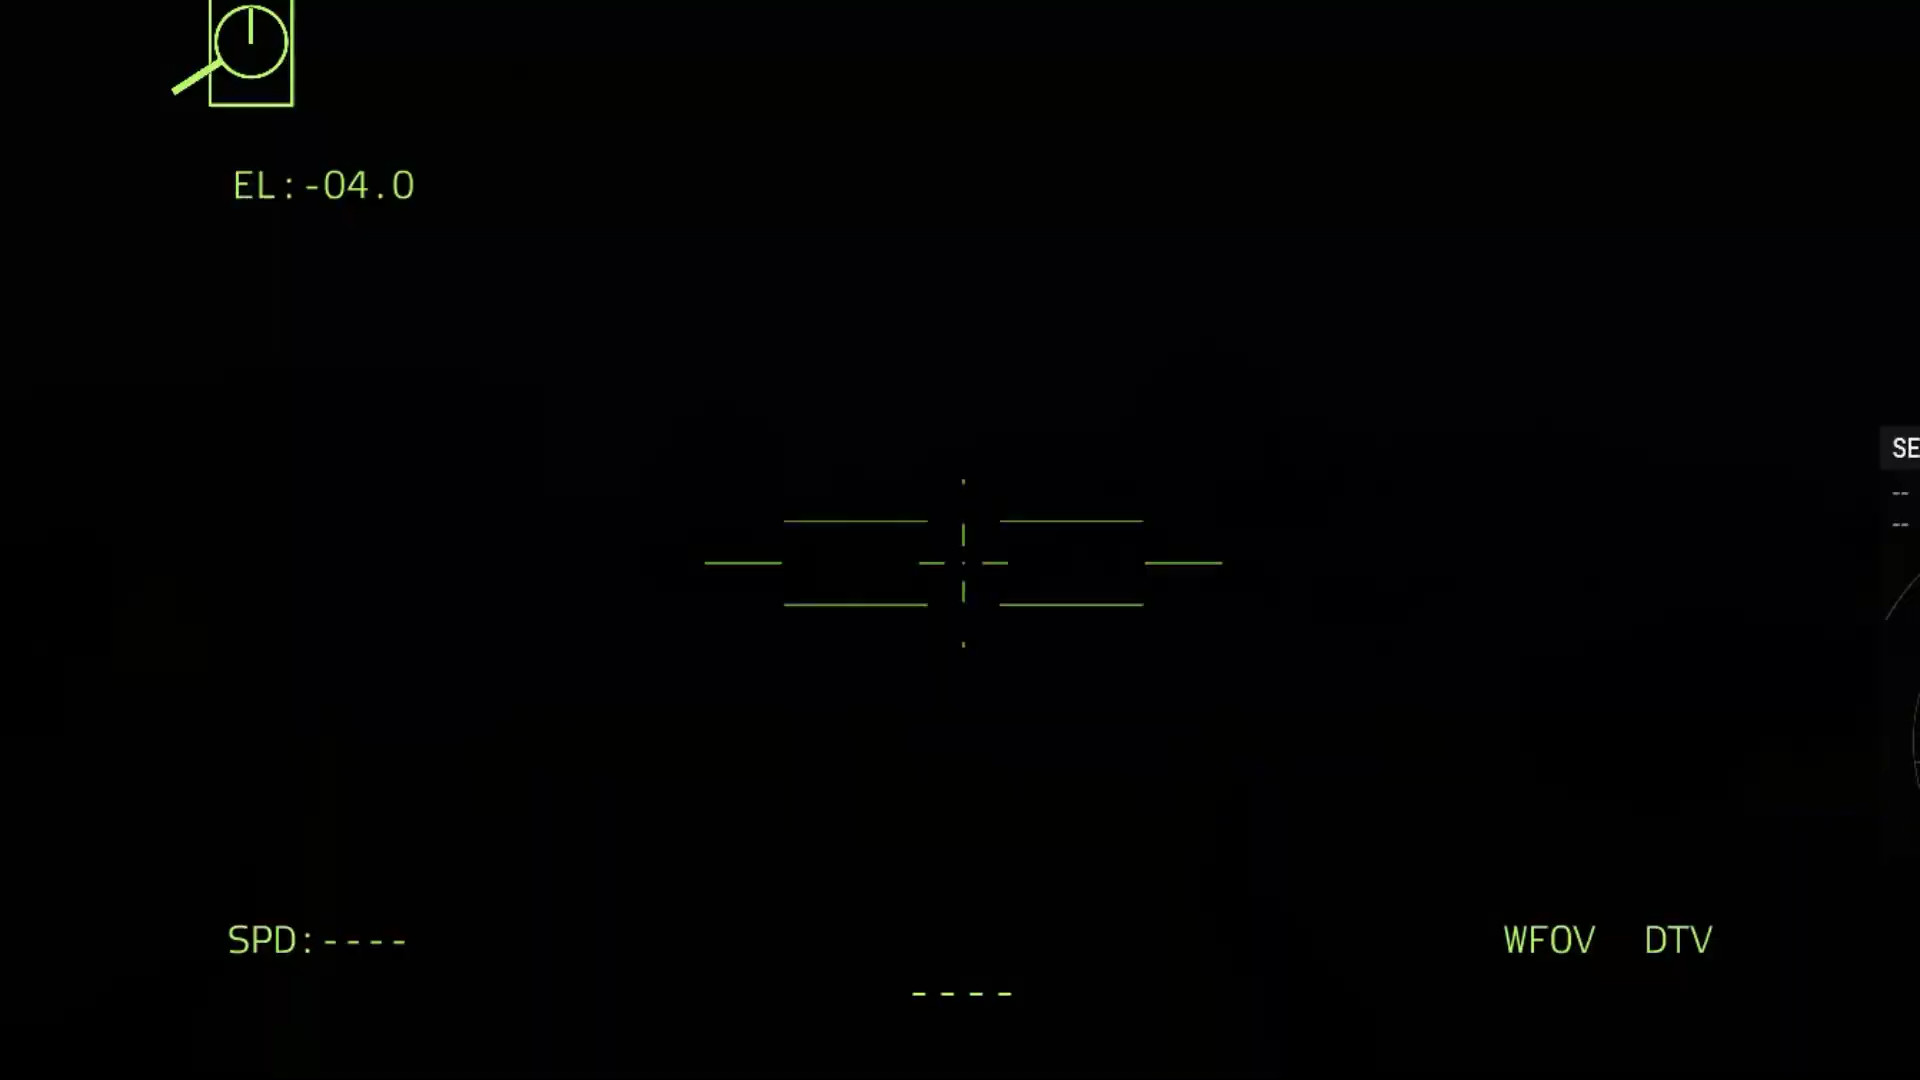 EL:-04.0
SE
--
--
SPD:----
WFOV DTV
----